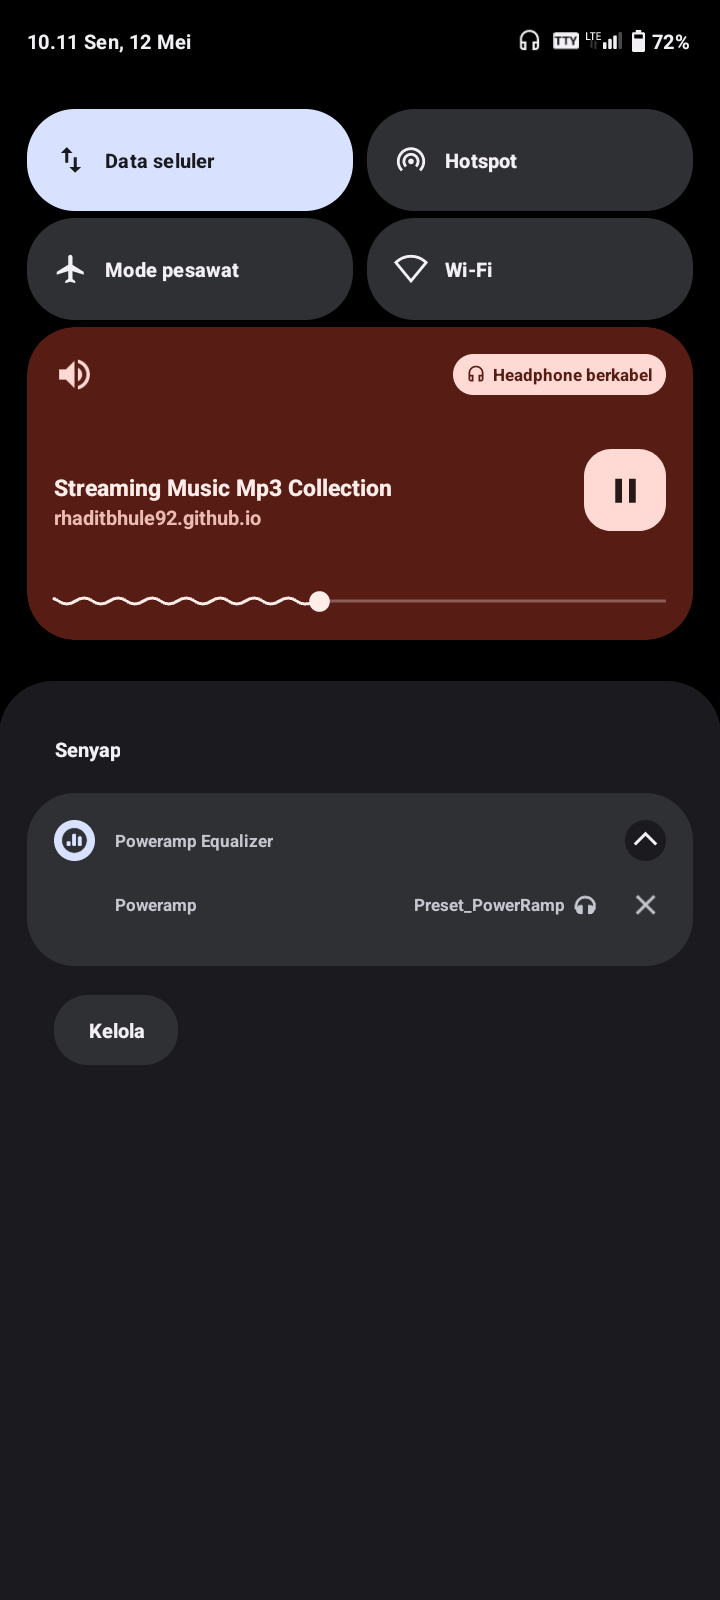 10.11 Sen, 12 Mei
TTY LTE 72%
Data seluler
Hotspot
Mode pesawat
Wi-Fi
Headphone berkabel
Streaming Music Mp3 Collection
rhaditbhule92.github.io
Senyap
Poweramp Equalizer
Poweramp
Preset_PowerRamp
Kelola